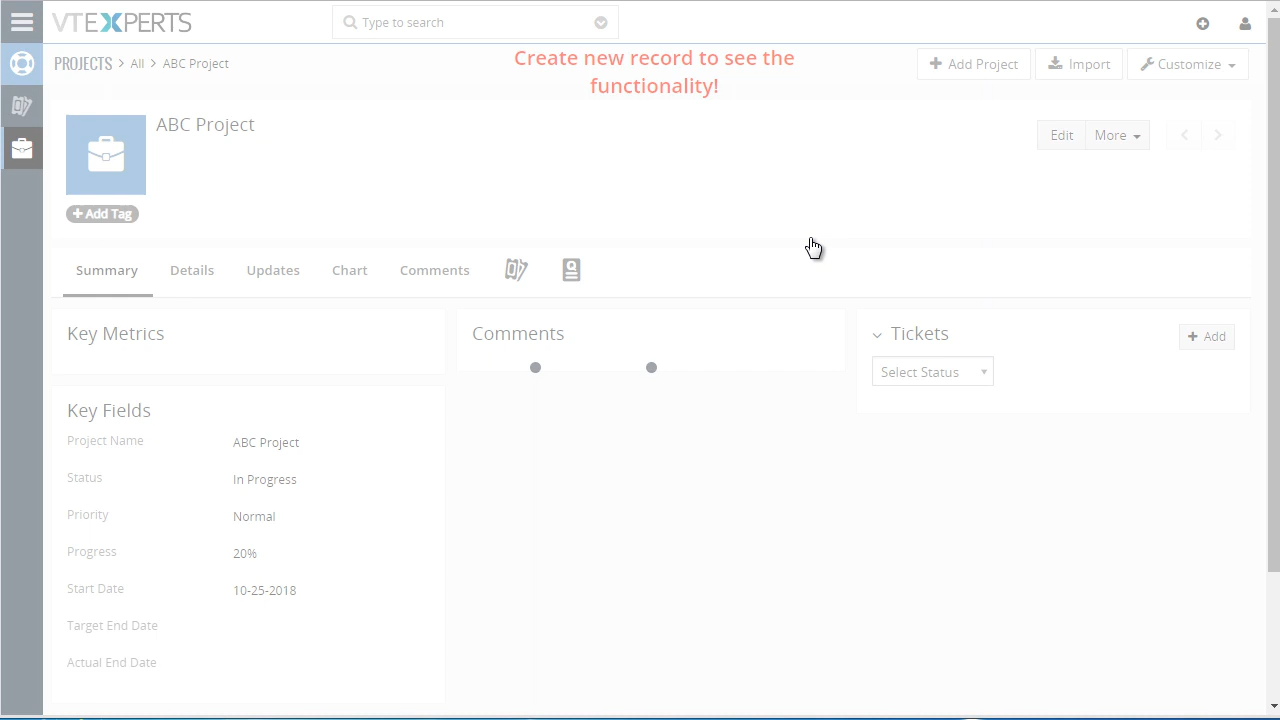 VTEXPERTS
Type to search
PROJECTS > All > ABC Project
Create new record to see the
functionality!
+ Add Project
Import
Customize
ABC Project
Edit
More
+ Add Tag
Summary
Details
Updates
Chart
Comments
Key Metrics
Comments
Tickets
+ Add
Select Status
Key Fields
Project Name ABC Project
Status In Progress
Priority Normal
Progress 20%
Start Date 10-25-2018
Target End Date
Actual End Date